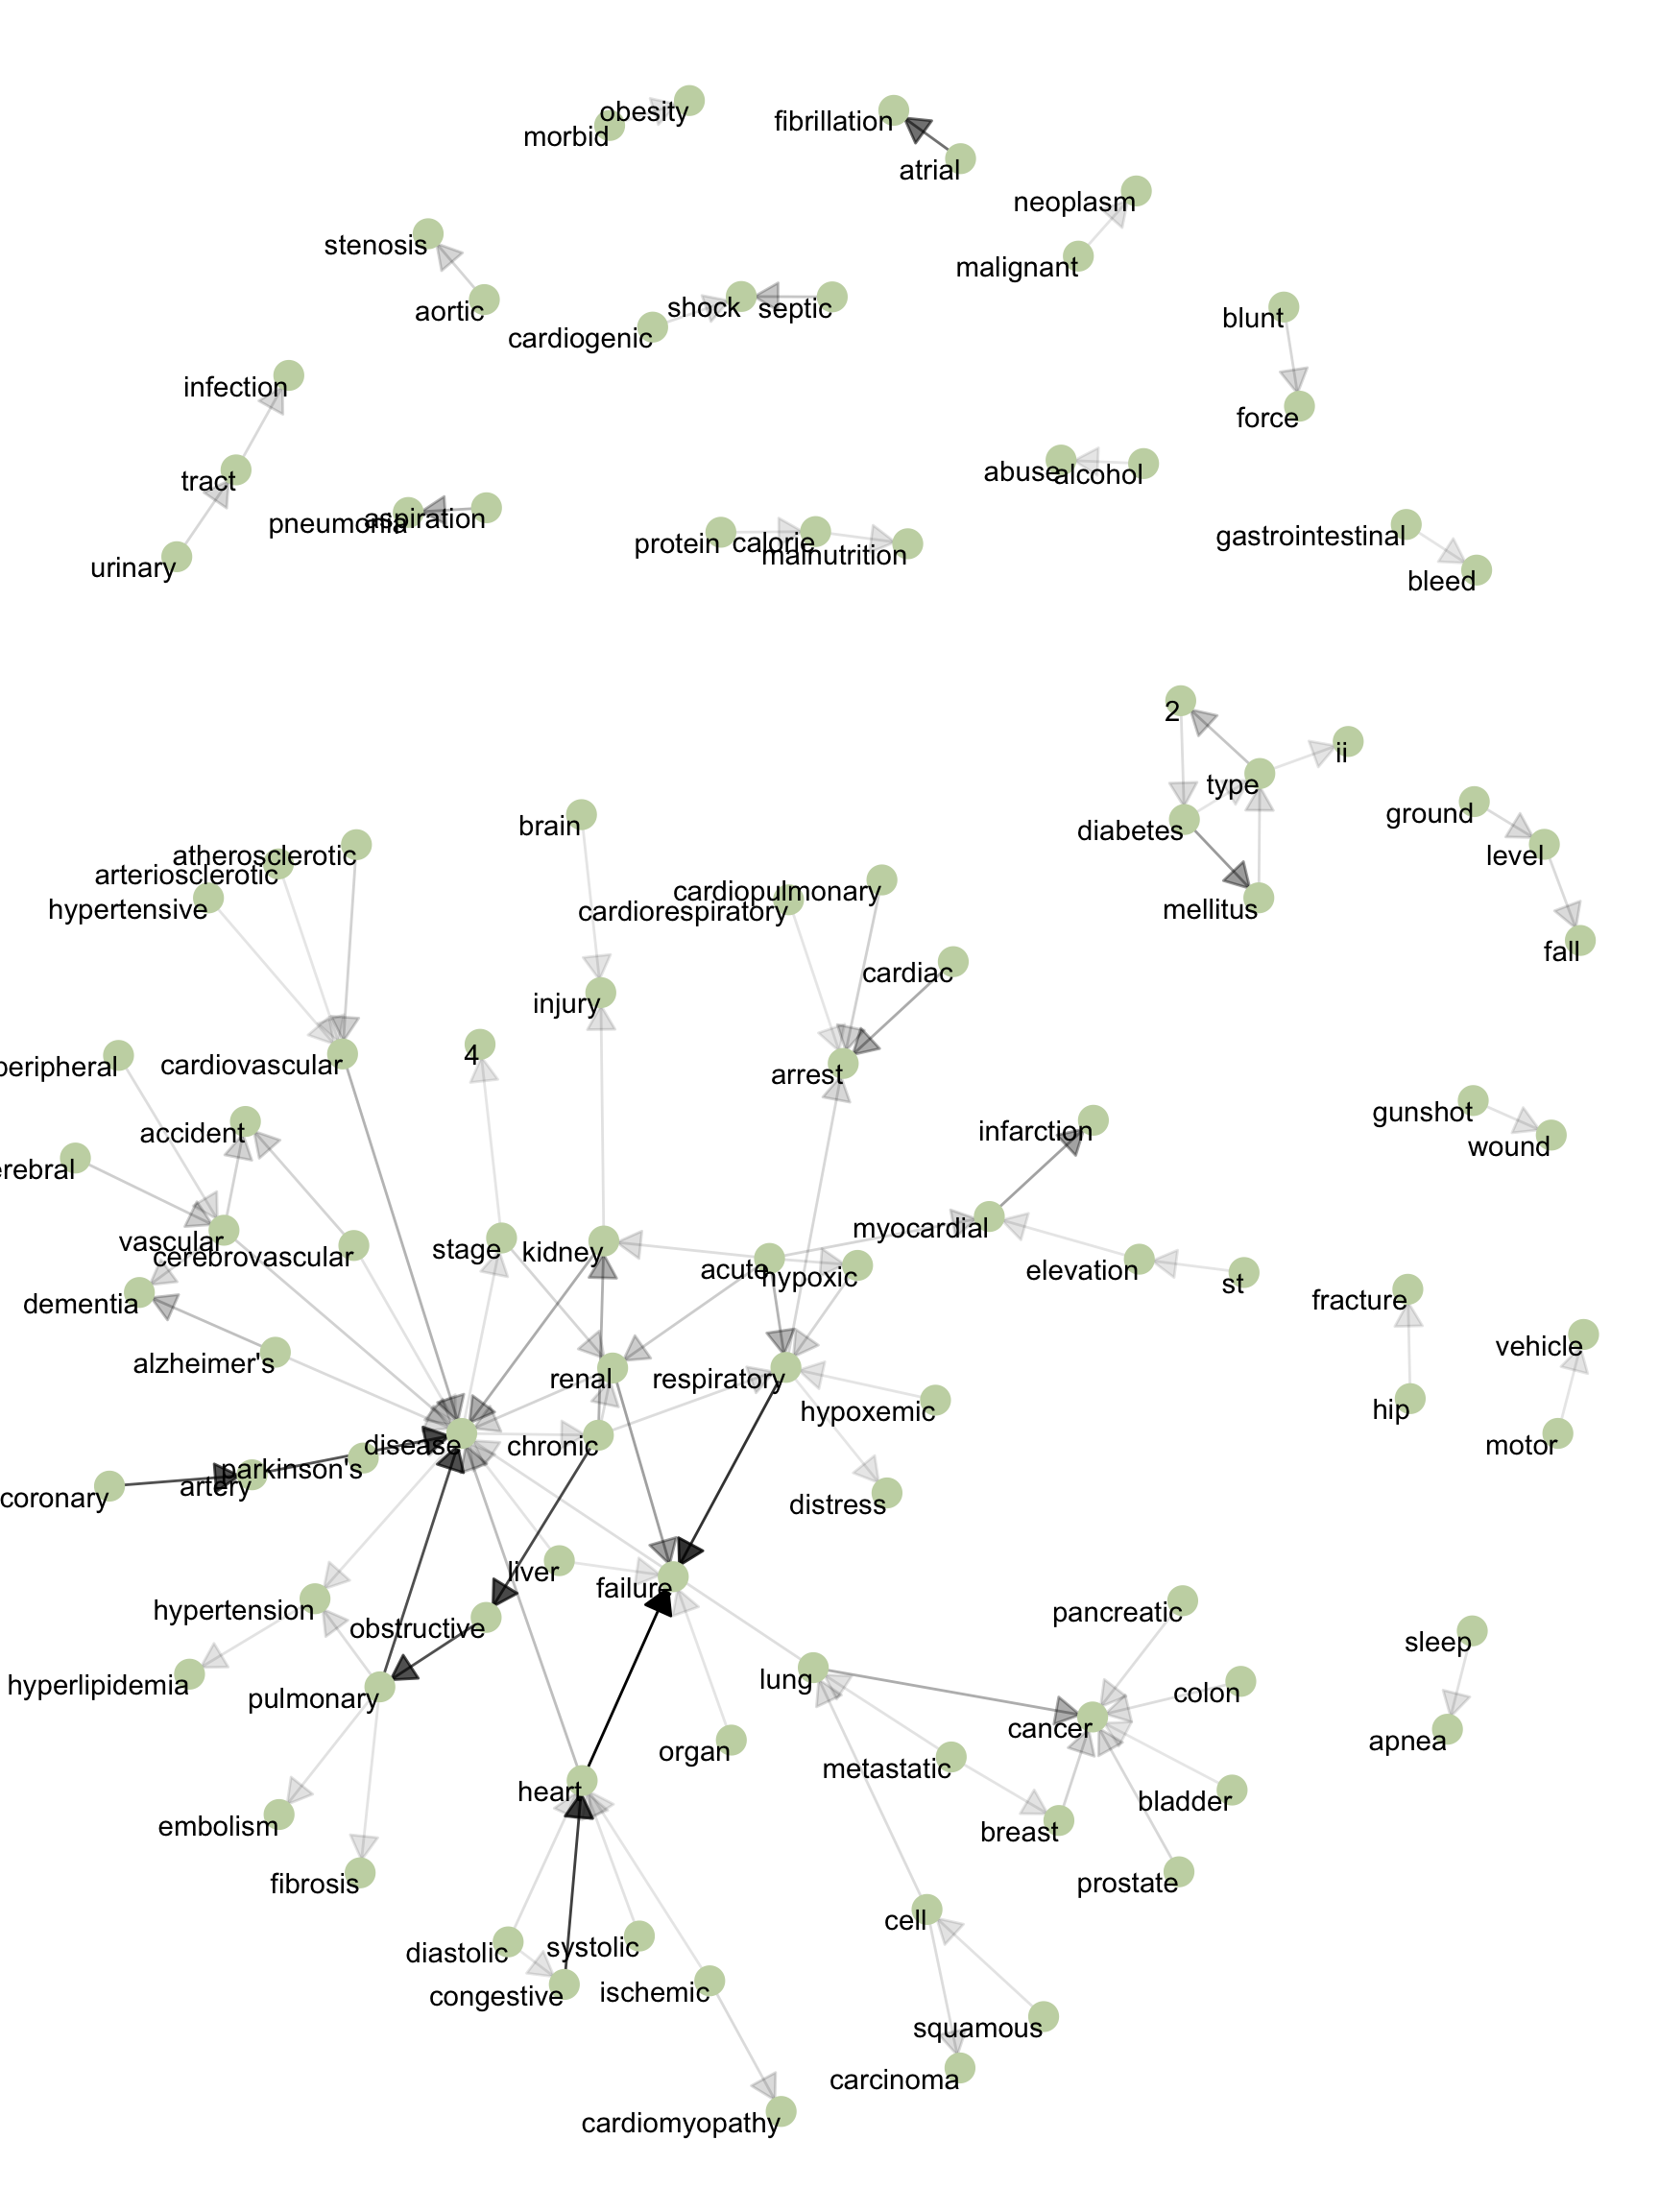 obesity
morbid
fibrillation
atrial
neoplasm
stenosis
malignant
aortic
shock
septic
cardiogenic
blunt
infection
force
tract
abuse
alcohol
pneumonia
aspiration
protein
calorie
malnutrition
gastrointestinal
urinary
bleed
2
ii
type
ground
brain
diabetes
level
atherosclerotic
arteriosclerotic
cardiopulmonary
hypertensive
cardiorespiratory
mellitus
fall
cardiac
injury
4
peripheral
cardiovascular
arrest
gunshot
accident
infarction
wound
erebral
myocardial
vascular
cerebrovascular
stage
kidney
acute
hypoxic
elevation
st
dementia
fracture
vehicle
alzheimer's
renal
respiratory
hypoxemic
hip
disease
chronic
motor
parkinson's
artery
coronary
distress
liver
failure
hypertension
pancreatic
obstructive
sleep
hyperlipidemia
pulmonary
lung
colon
cancer
apnea
organ
metastatic
heart
bladder
embolism
breast
fibrosis
prostate
cell
diastolic
systolic
congestive
ischemic
squamous
carcinoma
cardiomyopathy